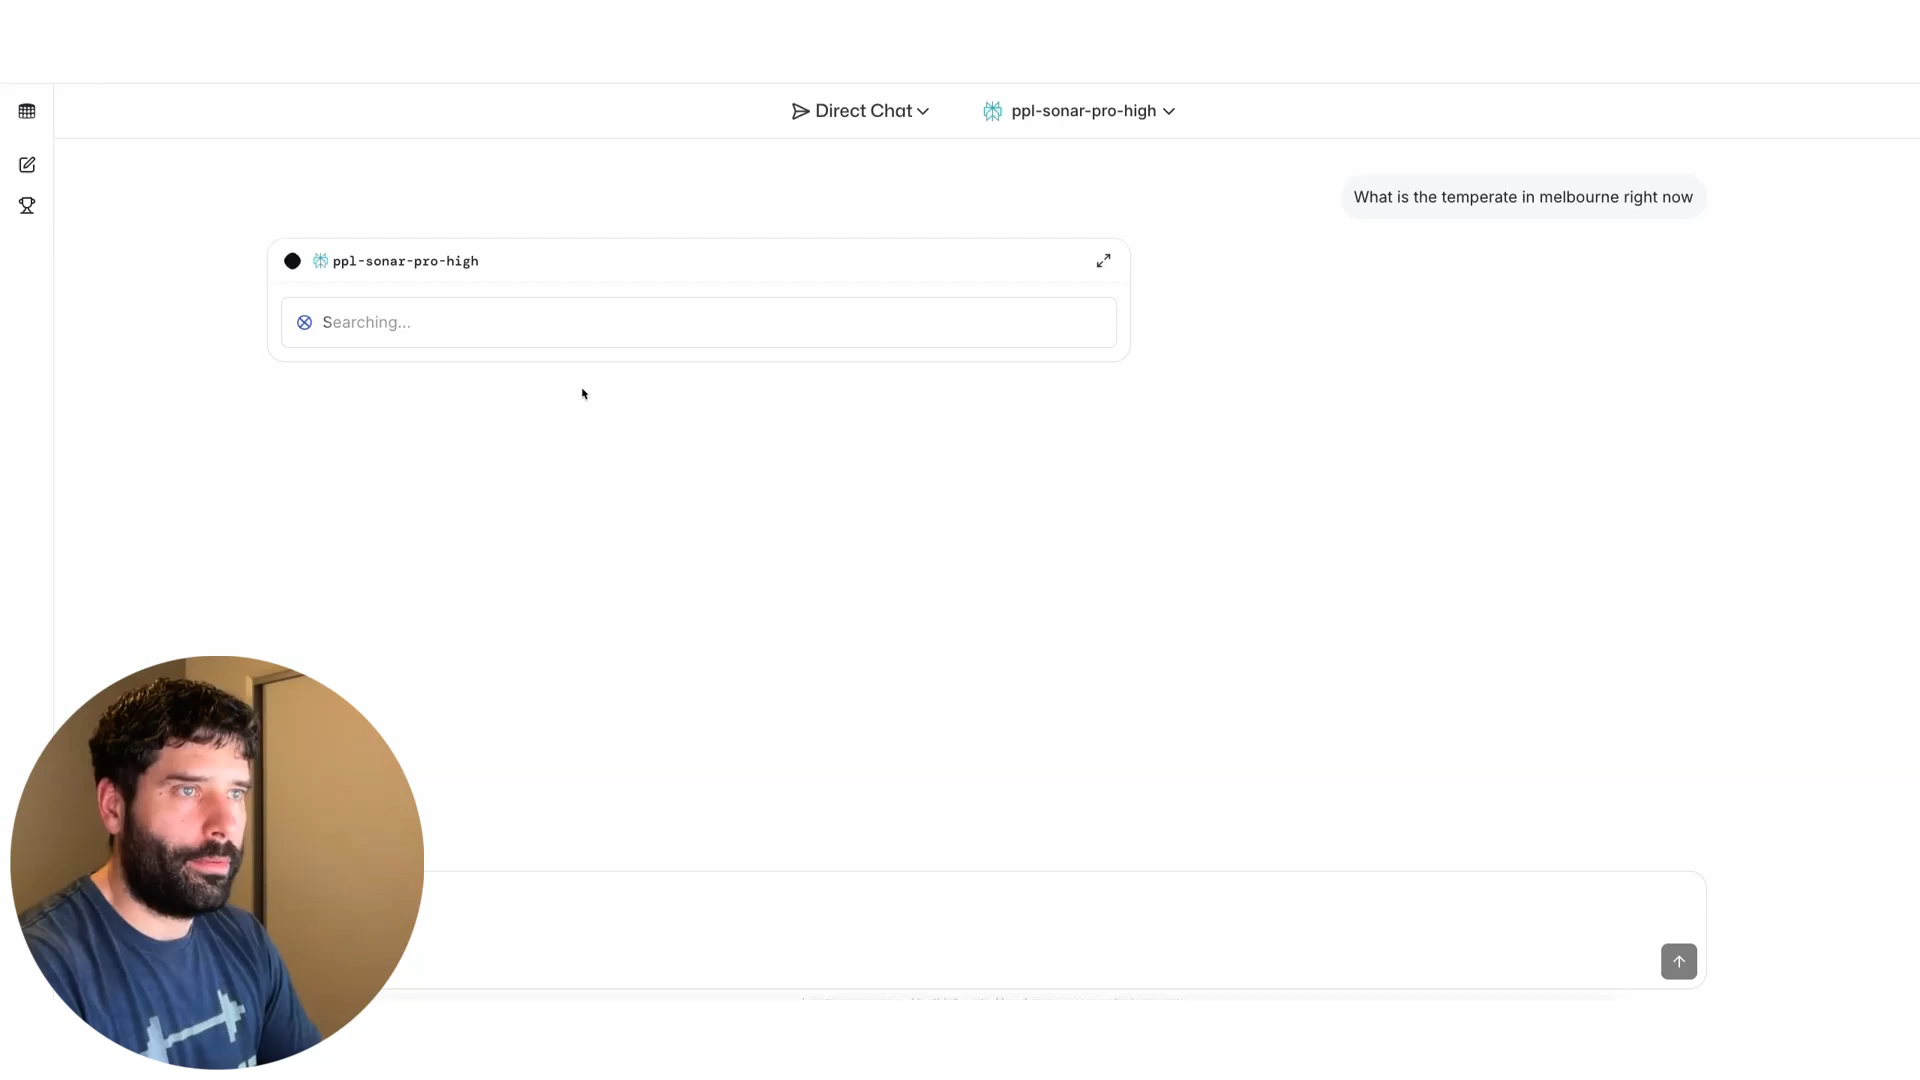 Direct Chat
ppl-sonar-pro-high
What is the temperate in melbourne right now
ppl-sonar-pro-high
Searching...